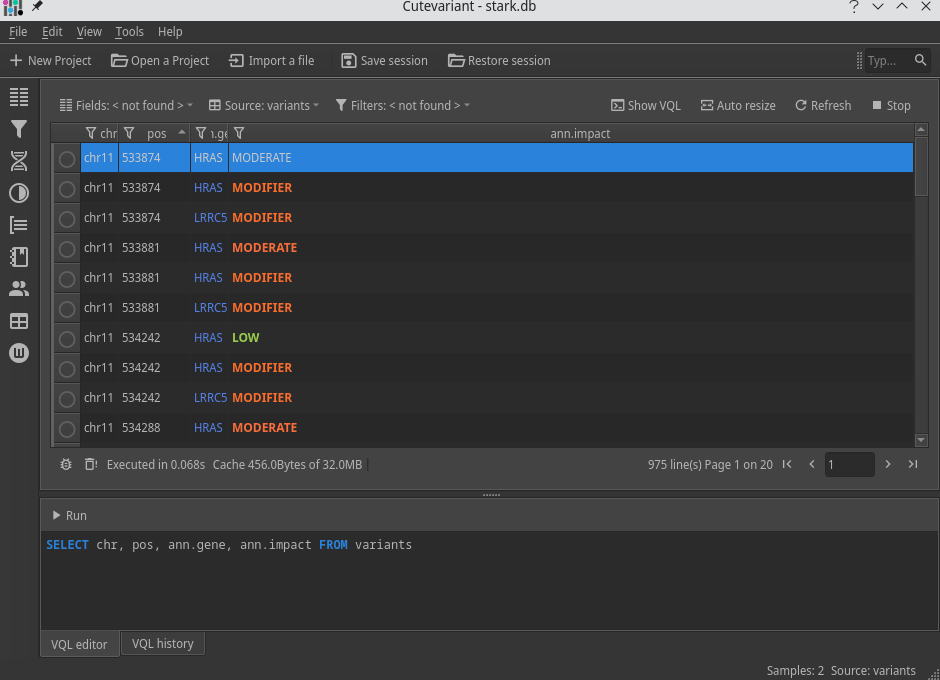 Cutevariant - stark.db
File Edit View Tools Help
New Project Open a Project Import a file Save session Restore session Typ...
Fields: < not found > Source: variants Filters: < not found > Show VQL Auto resize Refresh Stop
chr pos ı.ge ann.impact
chr11 533874 HRAS MODERATE
chr11 533874 HRAS MODIFIER
chr11 533874 LRRC5 MODIFIER
chr11 533881 HRAS MODERATE
chr11 533881 HRAS MODIFIER
chr11 533881 LRRC5 MODIFIER
chr11 534242 HRAS LOW
chr11 534242 HRAS MODIFIER
chr11 534242 LRRC5 MODIFIER
chr11 534288 HRAS MODERATE
Executed in 0.068s Cache 456.0Bytes of 32.0MB 975 line(s) Page 1 on 20 1
Run
SELECT chr, pos, ann.gene, ann.impact FROM variants
VQL editor VQL history
Samples: 2 Source: variants